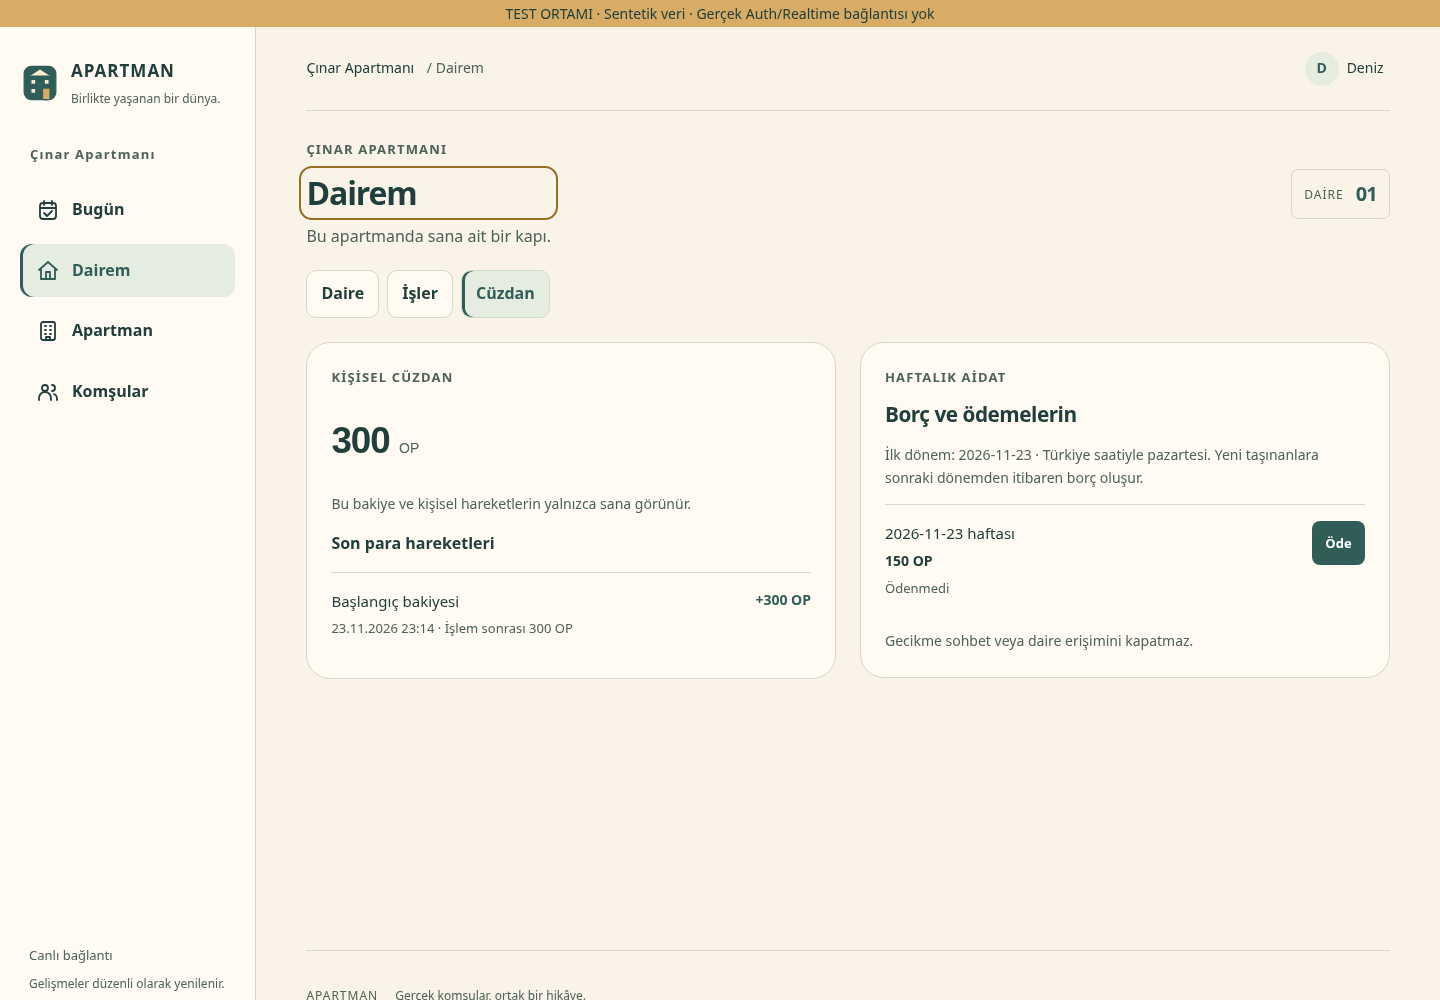 TEST ORTAMI · Sentetik veri · Gerçek Auth/Realtime bağlantısı yok
APARTMAN
Birlikte yaşanan bir dünya.
Çınar Apartmanı
Bugün
Dairem
Apartman
Komşular
Canlı bağlantı
Gelişmeler düzenli olarak yenilenir.
Çınar Apartmanı / Dairem
D Deniz
ÇINAR APARTMANI
Dairem
Bu apartmanda sana ait bir kapı.
DAİRE 01
Daire İşler Cüzdan
KİŞİSEL CÜZDAN
300 OP
Bu bakiye ve kişisel hareketlerin yalnızca sana görünür.
Son para hareketleri
Başlangıç bakiyesi +300 OP
23.11.2026 23:14 · İşlem sonrası 300 OP
HAFTALIK AİDAT
Borç ve ödemelerin
İlk dönem: 2026-11-23 · Türkiye saatiyle pazartesi. Yeni taşınanlara
sonraki dönemden itibaren borç oluşur.
2026-11-23 haftası
150 OP
Ödenmedi
Öde
Gecikme sohbet veya daire erişimini kapatmaz.
APARTMAN Gerçek komşular, ortak bir hikâye.